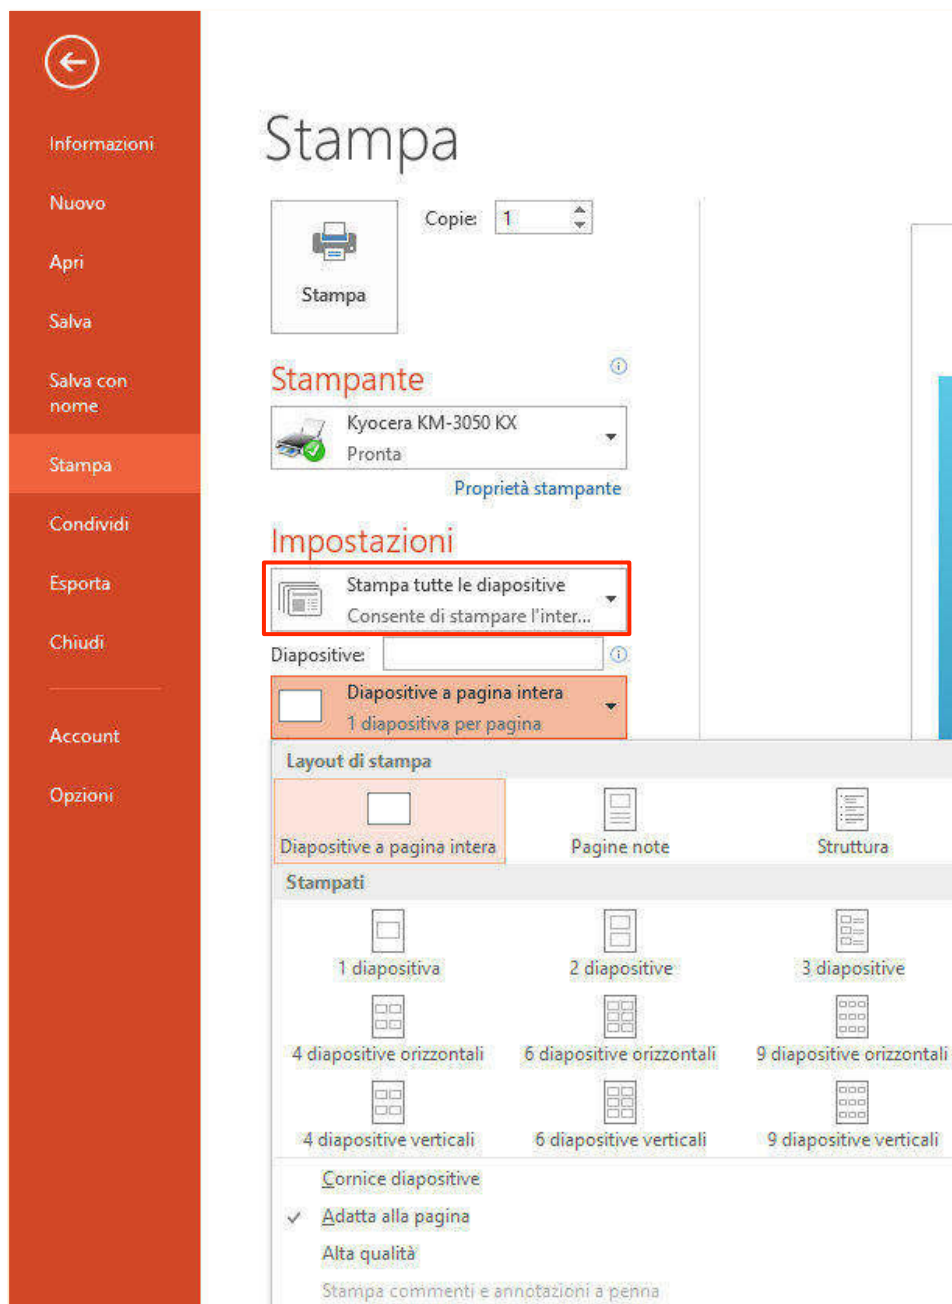 Informazioni
Nuovo
Apri
Salva
Salva con
nome
Stampa
Condividi
Esporta
Chiudi
Account
Opzioni
Stampa
Copie: 1
Stampa
Stampante
Kyocera KM-3050 KX
Pronta
Proprietà stampante
Impostazioni
Stampa tutte le diapositive
Consente di stampare l'inter...
Diapositive:
Diapositive a pagina intera
1 diapositiva per pagina
Layout di stampa
Diapositive a pagina intera Pagine note Struttura
Stampati
1 diapositiva 2 diapositive 3 diapositive
4 diapositive orizzontali 6 diapositive orizzontali 9 diapositive orizzontali
4 diapositive verticali 6 diapositive verticali 9 diapositive verticali
Cornice diapositive
Adatta alla pagina
Alta qualità
Stampa commenti e annotazioni a penna